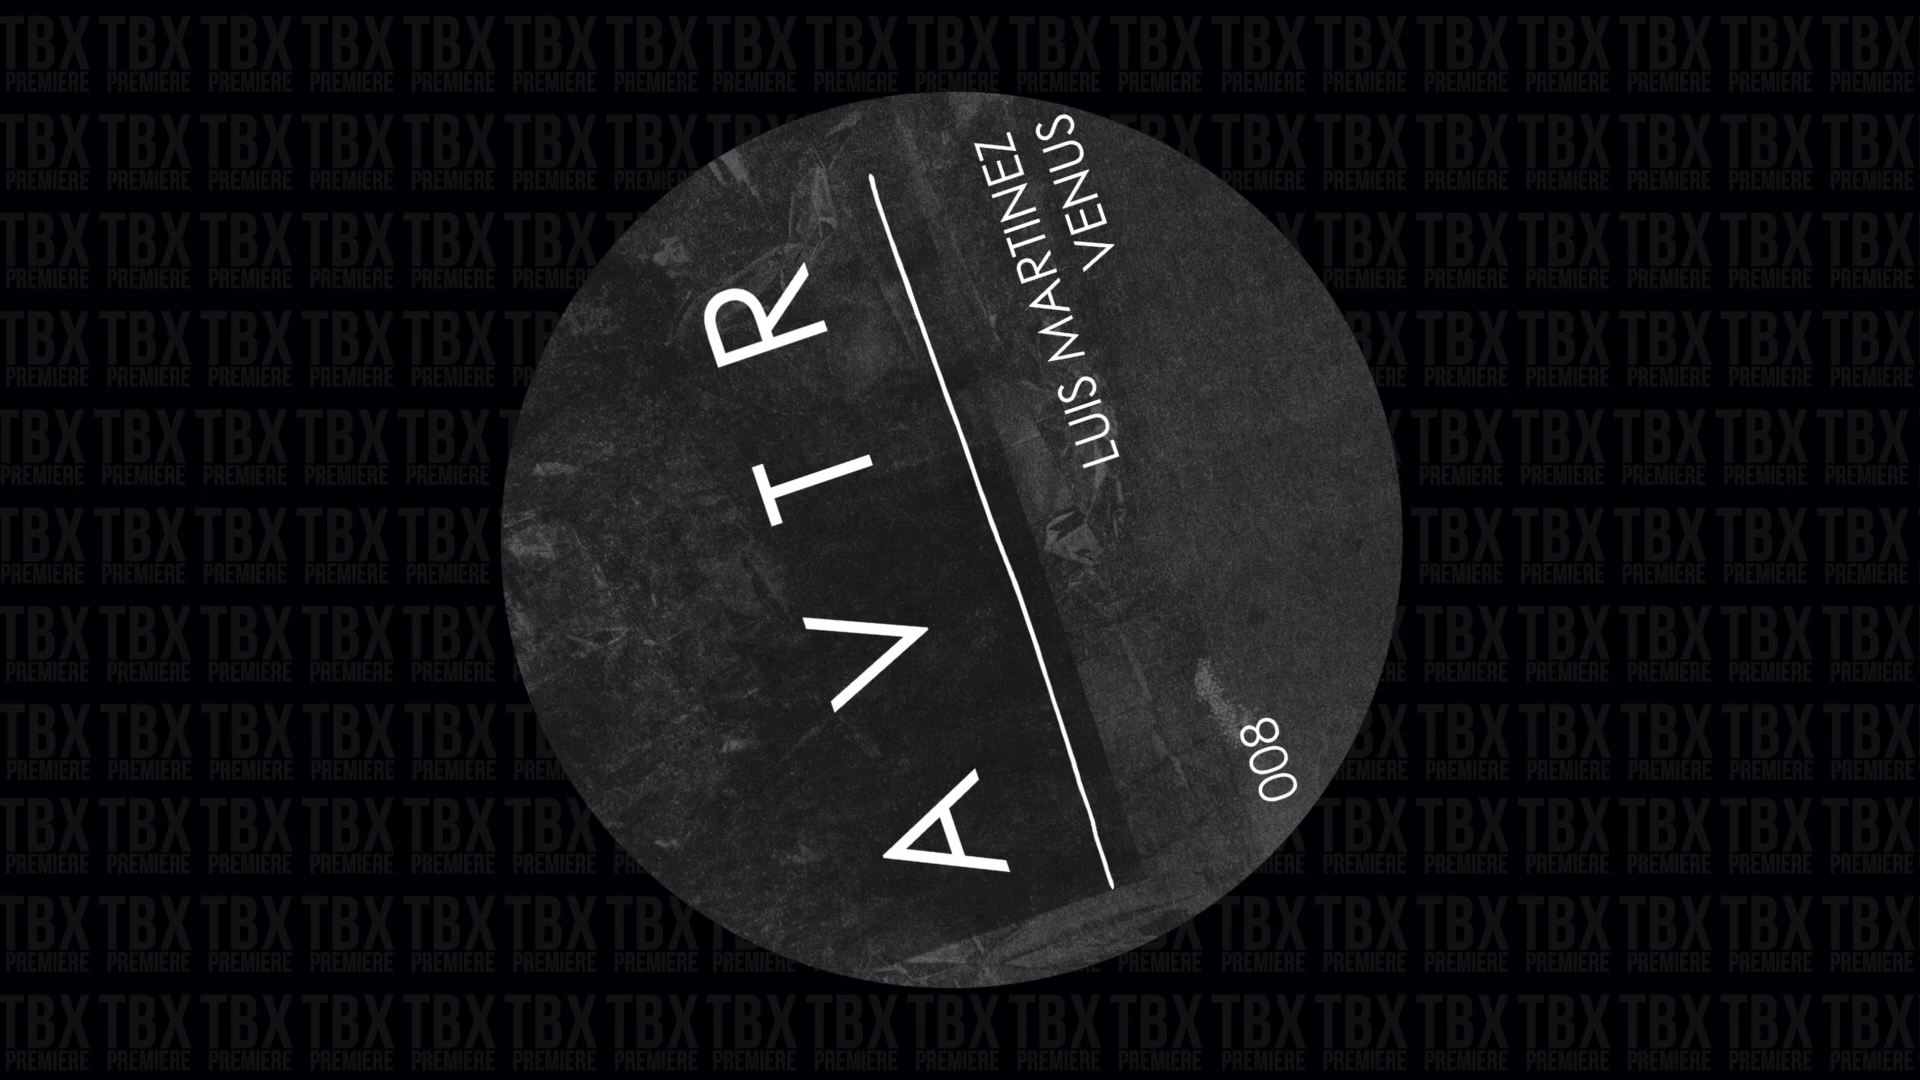 AVTR
LUIS MARTINEZ
VENUS
008
TBX
PREMIERE